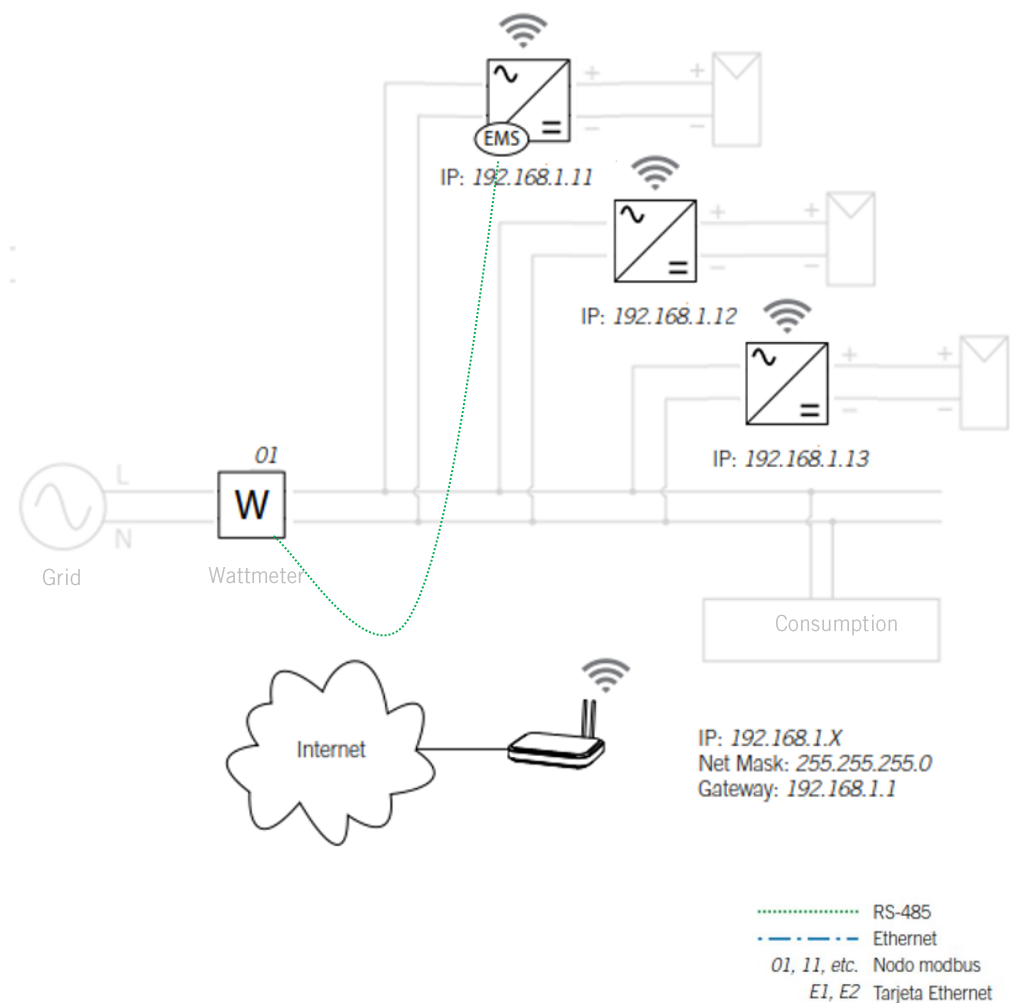 + +
− −
EMS
IP: 192.168.1.11
+ +
− −
IP: 192.168.1.12
+ +
− −
IP: 192.168.1.13
01
L
W
N
Grid
Wattmeter
Consumption
Internet
IP: 192.168.1.X
Net Mask: 255.255.255.0
Gateway: 192.168.1.1
RS-485
Ethernet
01, 11, etc. Nodo modbus
E1, E2 Tarjeta Ethernet